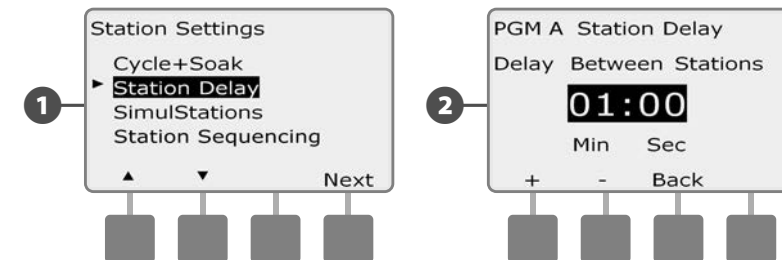 1
Station Settings
Cycle+Soak
► Station Delay
SimulStations
Station Sequencing
▲ ▼ Next
2
PGM A Station Delay
Delay Between Stations
01:00
Min Sec
+ - Back